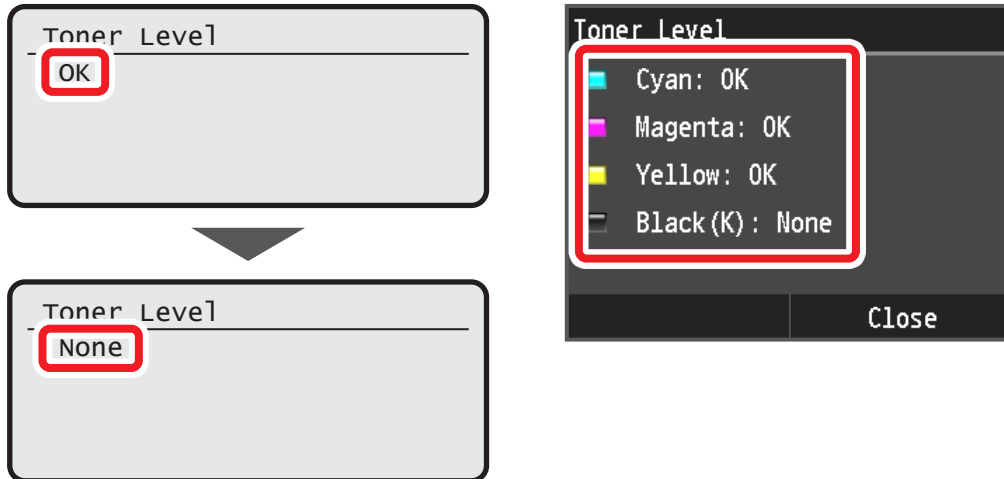 Toner Level
OK
Toner Level
None
Toner Level
Cyan: OK
Magenta: OK
Yellow: OK
Black(K): None
Close